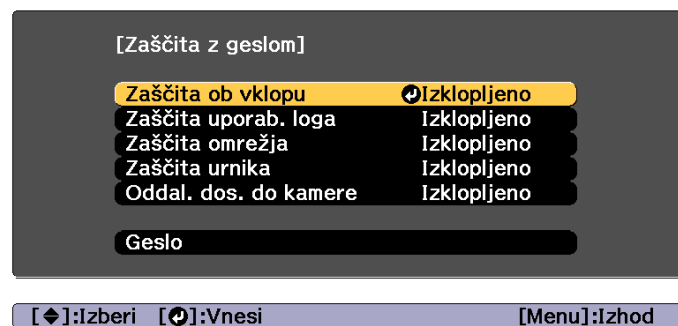 [Zaščita z geslom]
Zaščita ob vklopu Izklopljeno
Zaščita uporab. loga Izklopljeno
Zaščita omrežja Izklopljeno
Zaščita urnika Izklopljeno
Oddal. dos. do kamere Izklopljeno
Geslo
[◆]:Izberi [⏎]:Vnesi [Menu]:Izhod